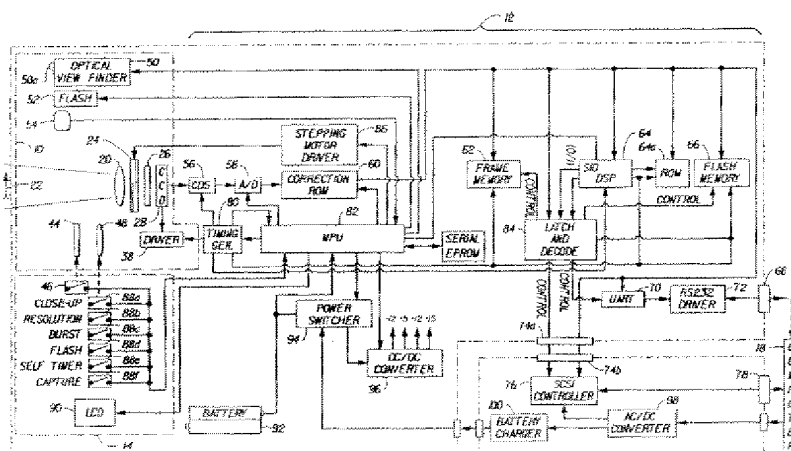 12
50a
OPTICAL
VIEW FINDER
50
52
FLASH
54
10
24
20
26
22
C
C
D
28
56
CDS
58
A/D
STEPPING
MOTOR
DRIVER
86
60
CORRECTION
ROM
62
FRAME
MEMORY
CONTROL
SIO
DSP
64
64a
ROM
66
FLASH
MEMORY
CONTROL
44
48
DRIVER
38
80
TIMING
GEN.
82
MPU
SERIAL
EPROM
84
LATCH AND
DECODE
46
CLOSE-UP
88a
RESOLUTION
88b
BURST
88c
FLASH
88d
SELF TIMER
88e
CAPTURE
88f
90
LCD
14
POWER
SWITCHER
94
DC/DC
CONVERTER
96
BATTERY
92
CONTROL
CONTROL
70
UART
72
RS232
DRIVER
68
74a
74b
18
76
SCSI
CONTROLLER
78
100
BATTERY
CHARGER
98
AC/DC
CONVERTER